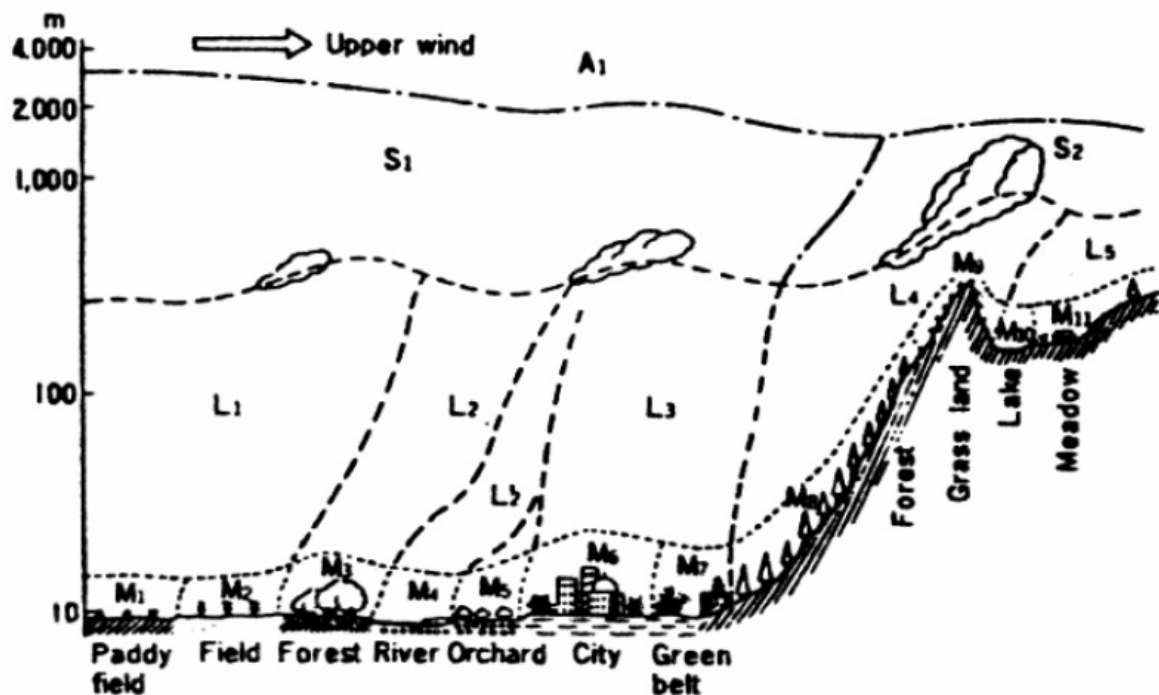 m
4,000
Upper wind
A1
2,000
S1
S2
1,000
L5
M9
L4
M10
M11
100
L1
L2
L3
L2
M8
Forest
Grass land
Lake
Meadow
M1
M2
M3
M4
M5
M6
M7
10
Paddy field
Field
Forest
River
Orchard
City
Green belt